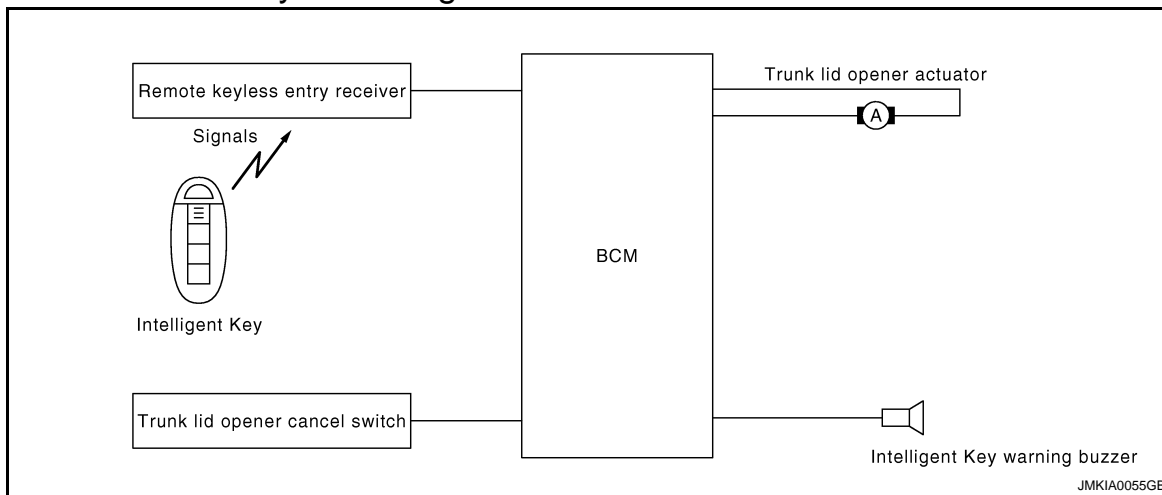 Trunk lid opener actuator
Remote keyless entry receiver
A
Signals
BCM
Intelligent Key
Trunk lid opener cancel switch
Intelligent Key warning buzzer
JMKIA0055GE